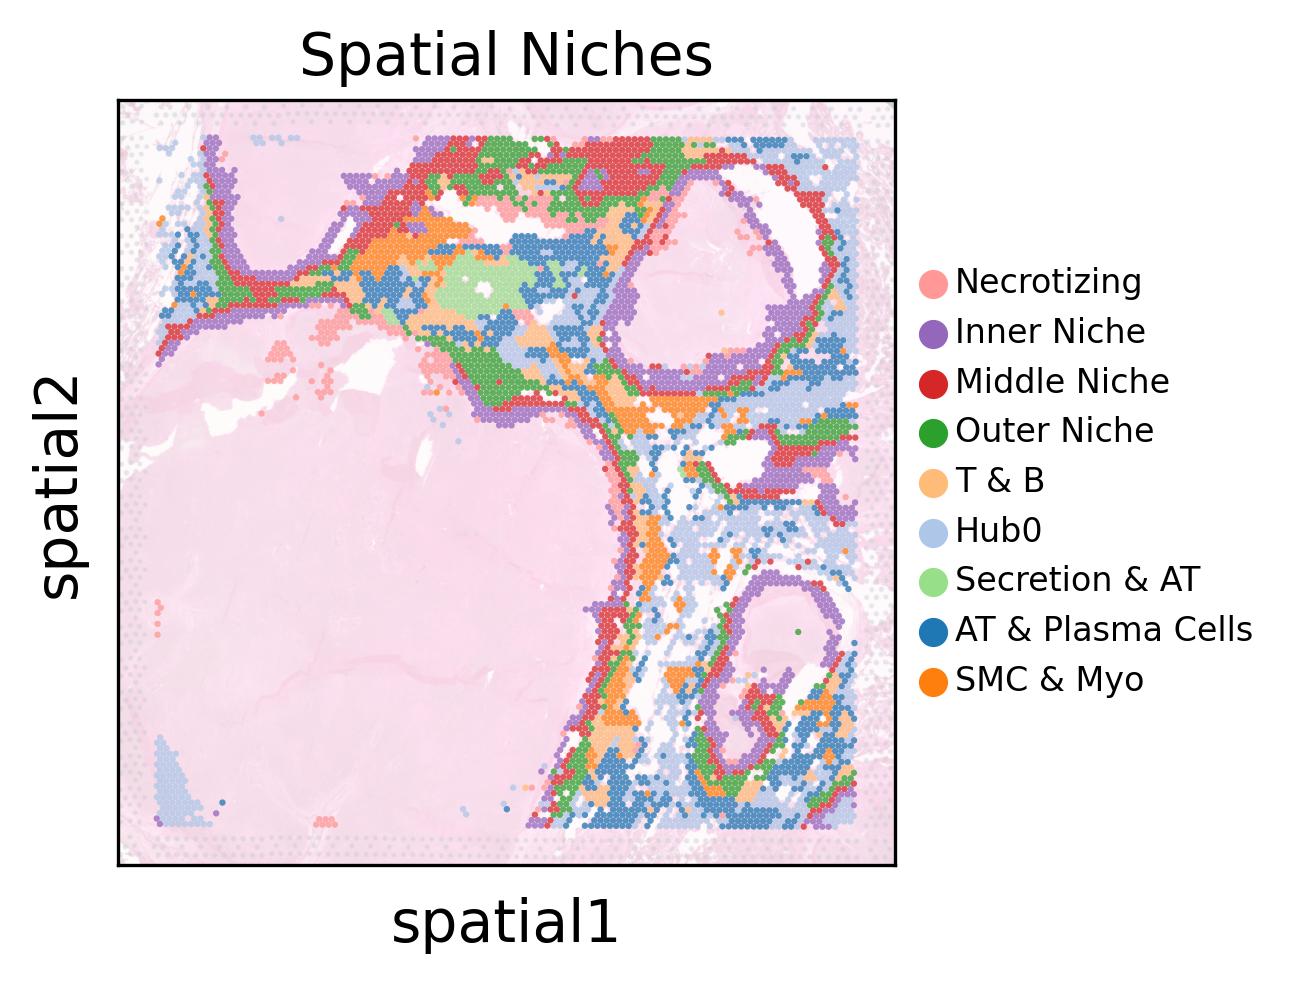 Spatial Niches
spatial2
spatial1
Necrotizing
Inner Niche
Middle Niche
Outer Niche
T & B
Hub0
Secretion & AT
AT & Plasma Cells
SMC & Myo